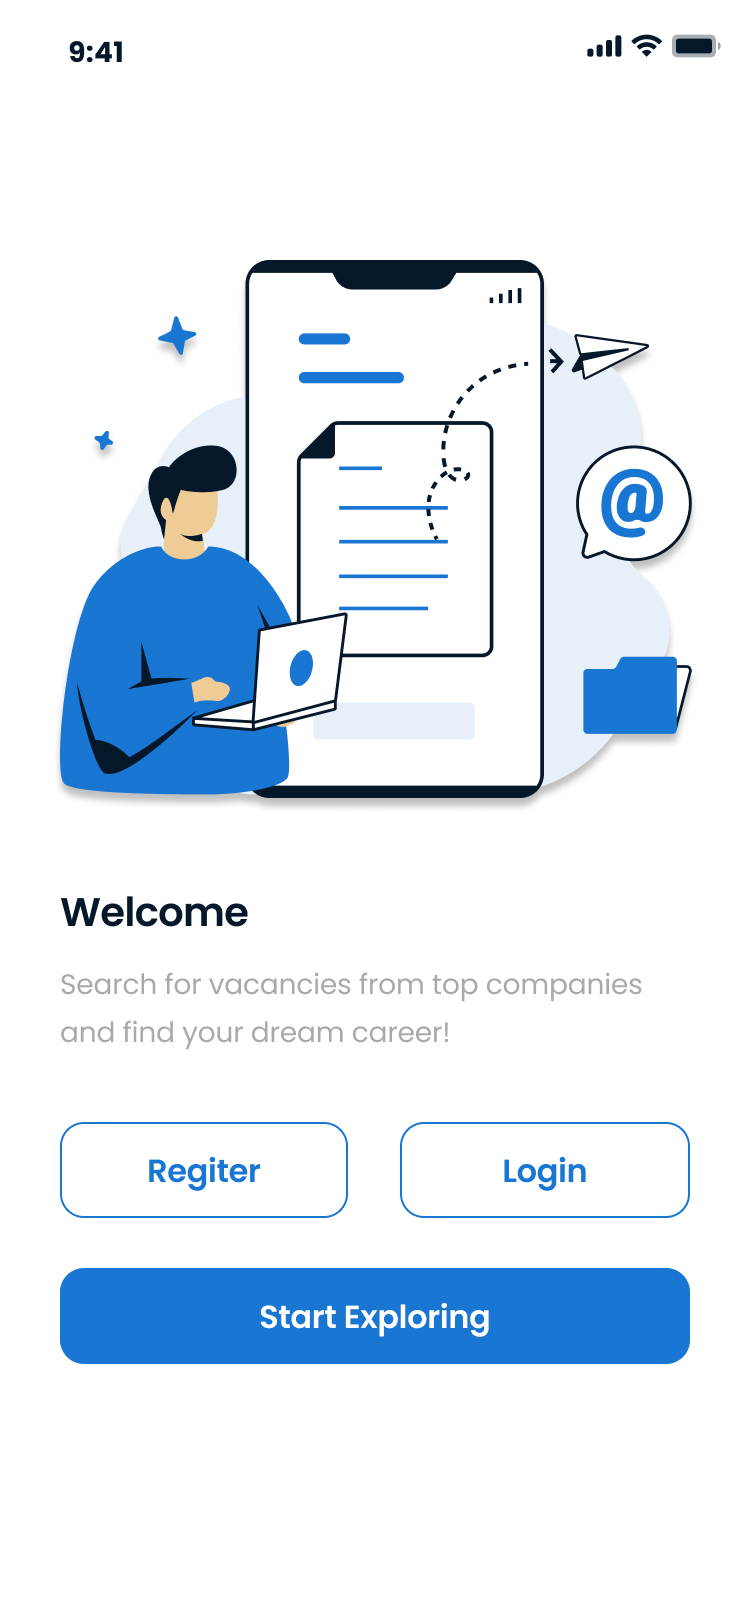 9:41
@
Welcome
Search for vacancies from top companies
and find your dream career!
Regiter
Login
Start Exploring